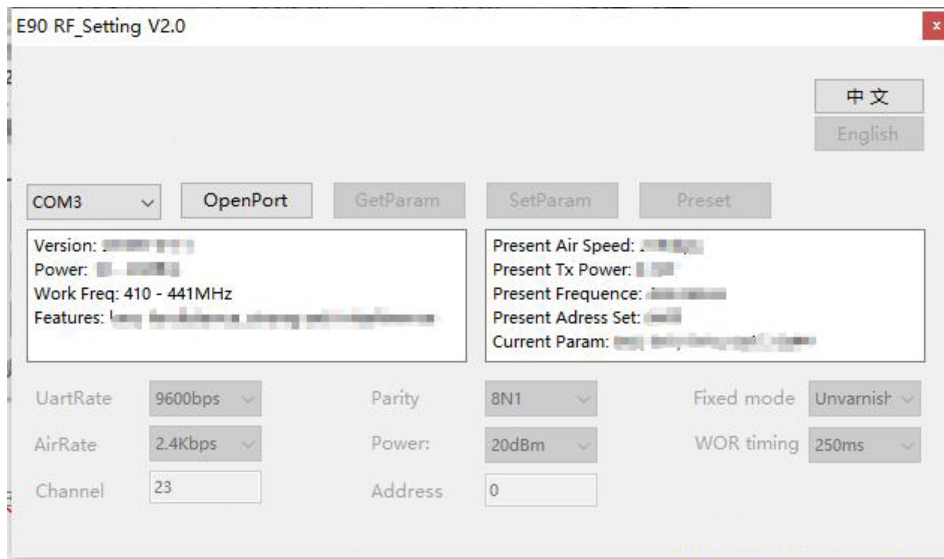 E90 RF_Setting V2.0
x
中 文
English
COM3 OpenPort GetParam SetParam Preset
Version:
Power:
Work Freq: 410 - 441MHz
Features:
Present Air Speed:
Present Tx Power:
Present Frequence:
Present Adress Set:
Current Param:
UartRate 9600bps Parity 8N1 Fixed mode Unvarnish
AirRate 2.4Kbps Power: 20dBm WOR timing 250ms
Channel 23 Address 0